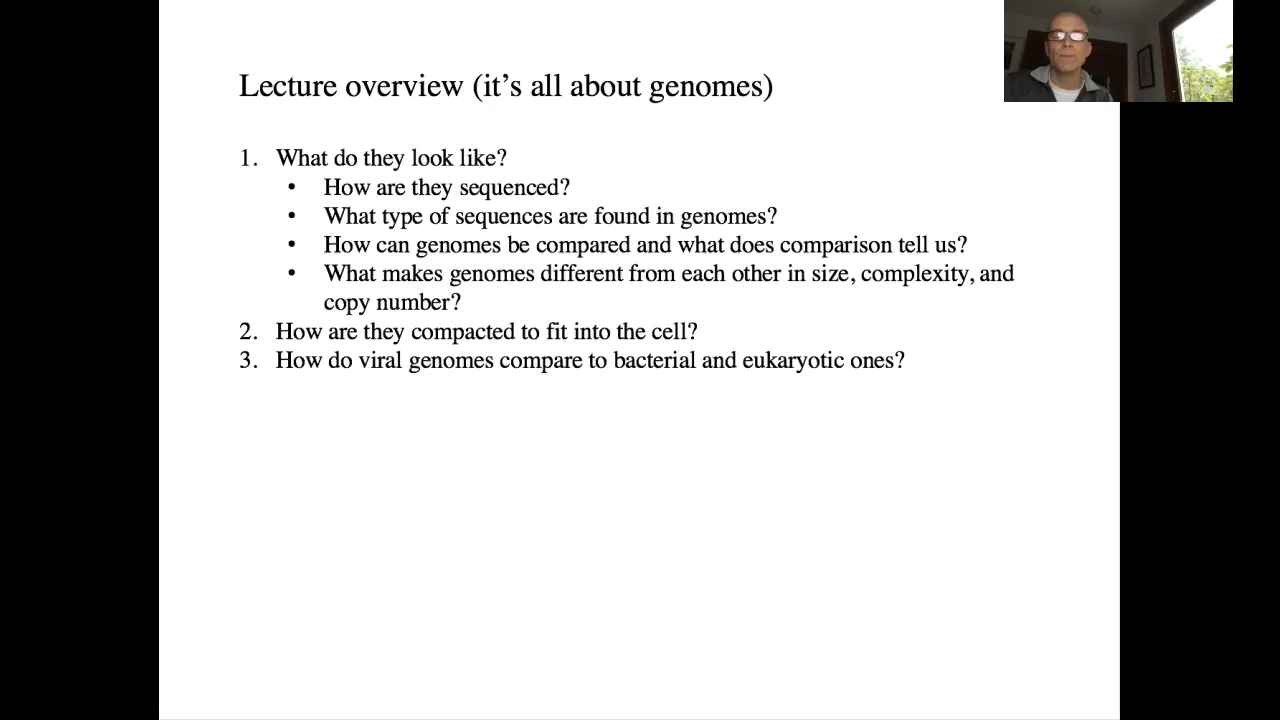 Lecture overview (it's all about genomes)
1. What do they look like?
• How are they sequenced?
• What type of sequences are found in genomes?
• How can genomes be compared and what does comparison tell us?
• What makes genomes different from each other in size, complexity, and
copy number?
2. How are they compacted to fit into the cell?
3. How do viral genomes compare to bacterial and eukaryotic ones?